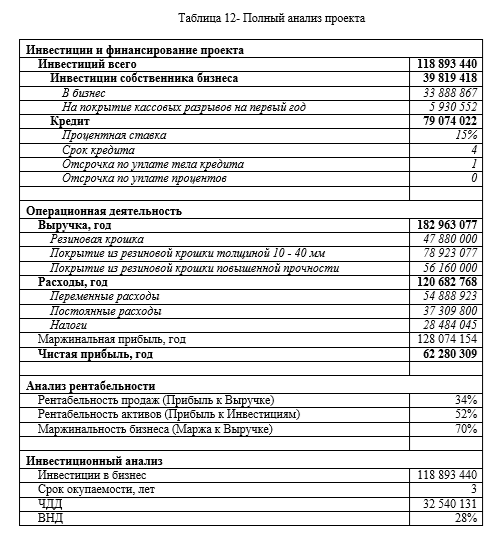 Таблица 12- Полный анализ проекта
Инвестиции и финансирование проекта
Инвестиций всего 118 893 440
Инвестиции собственника бизнеса 39 819 418
В бизнес 33 888 867
На покрытие кассовых разрывов на первый год 5 930 552
Кредит 79 074 022
Процентная ставка 15%
Срок кредита 4
Отсрочка по уплате тела кредита 1
Отсрочка по уплате процентов 0
Операционная деятельность
Выручка, год 182 963 077
Резиновая крошка 47 880 000
Покрытие из резиновой крошки толщиной 10 - 40 мм 78 923 077
Покрытие из резиновой крошки повышенной прочности 56 160 000
Расходы, год 120 682 768
Переменные расходы 54 888 923
Постоянные расходы 37 309 800
Налоги 28 484 045
Маржинальная прибыль, год 128 074 154
Чистая прибыль, год 62 280 309
Анализ рентабельности
Рентабельность продаж (Прибыль к Выручке) 34%
Рентабельность активов (Прибыль к Инвестициям) 52%
Маржинальность бизнеса (Маржа к Выручке) 70%
Инвестиционный анализ
Инвестиции в бизнес 118 893 440
Срок окупаемости, лет 3
ЧДД 32 540 131
ВНД 28%